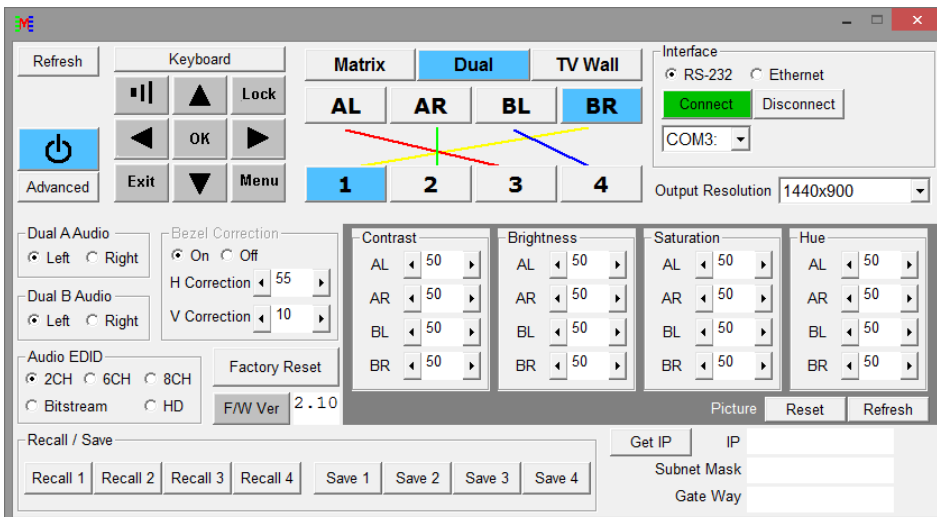 M
Refresh
Keyboard
Lock
OK
Exit
Menu
Advanced
Matrix Dual TV Wall
AL AR BL BR
1 2 3 4
Interface
RS-232 Ethernet
Connect Disconnect
COM3:
Output Resolution 1440x900
Dual A Audio
Left Right
Dual B Audio
Left Right
Bezel Correction
On Off
H Correction 55
V Correction 10
Audio EDID
2CH 6CH 8CH
Bitstream HD
Factory Reset
F/W Ver 2.10
Contrast
AL 50
AR 50
BL 50
BR 50
Brightness
AL 50
AR 50
BL 50
BR 50
Saturation
AL 50
AR 50
BL 50
BR 50
Hue
AL 50
AR 50
BL 50
BR 50
Picture Reset Refresh
Recall / Save
Recall 1 Recall 2 Recall 3 Recall 4 Save 1 Save 2 Save 3 Save 4
Get IP IP
Subnet Mask
Gate Way